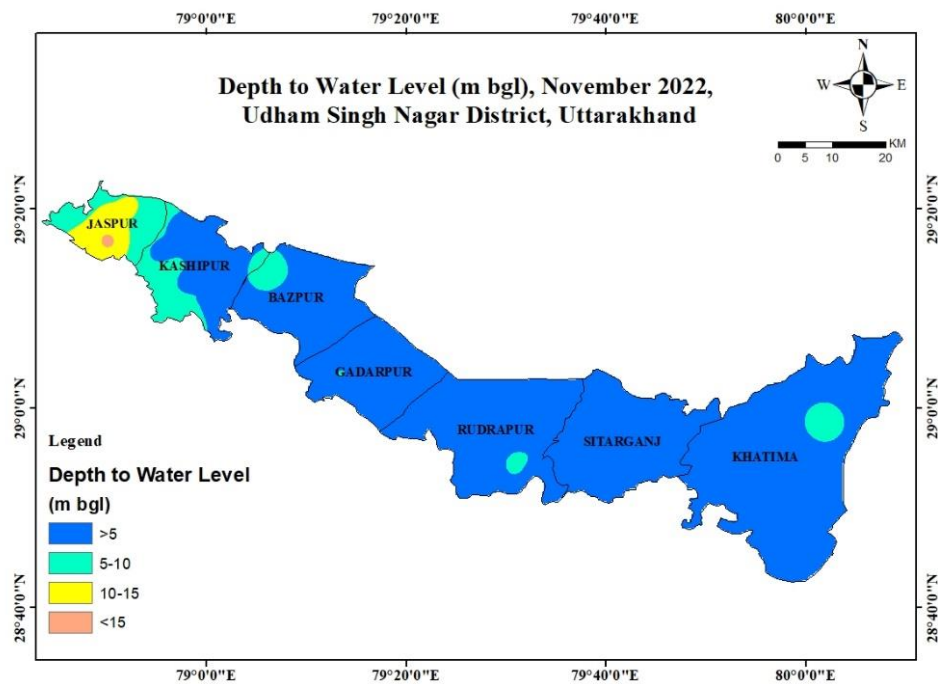 79°0'0"E 79°20'0"E 79°40'0"E 80°0'0"E
Depth to Water Level (m bgl), November 2022,
Udham Singh Nagar District, Uttarakhand
N
W E
S
KM
0 5 10 20
29°20'0"N 29°20'0"N
JASPUR
KASHIPUR
BAZPUR
GADARPUR
29°0'0"N 29°0'0"N
RUDRAPUR
SITARGANJ
KHATIMA
Legend
Depth to Water Level
(m bgl)
>5
5-10
10-15
<15
28°40'0"N 28°40'0"N
79°0'0"E 79°20'0"E 79°40'0"E 80°0'0"E